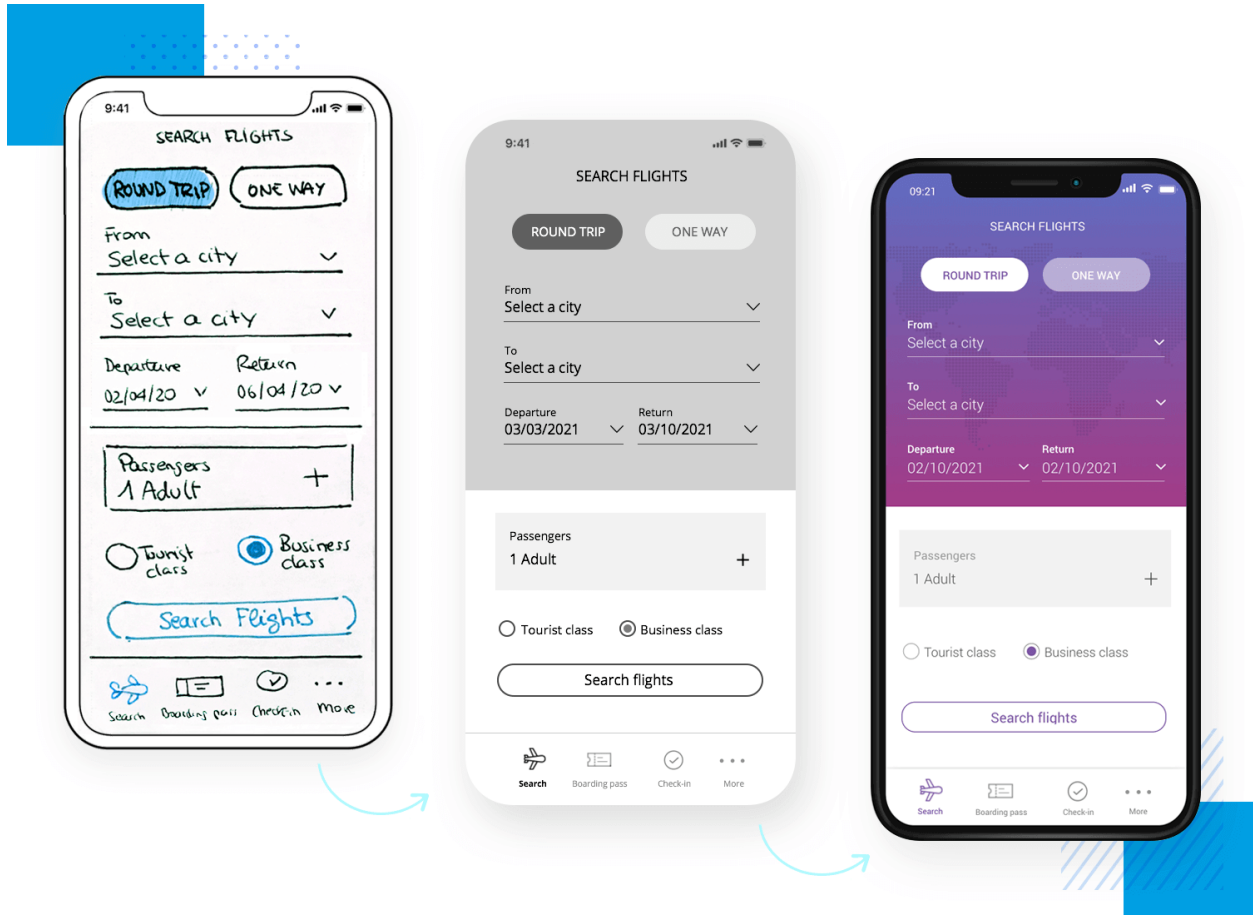 9:41
SEARCH FLIGHTS
ROUND TRIP ONE WAY
From
Select a city
To
Select a city
Departure Return
02/04/20 06/04/20
Passengers
1 Adult
Tourist class
Business class
Search Flights
Search Boarding pass Check-in More
9:41
SEARCH FLIGHTS
ROUND TRIP ONE WAY
From
Select a city
To
Select a city
Departure Return
03/03/2021 03/10/2021
Passengers
1 Adult
Tourist class Business class
Search flights
Search Boarding pass Check-in More
09:21
SEARCH FLIGHTS
ROUND TRIP ONE WAY
From
Select a city
To
Select a city
Departure Return
02/10/2021 02/10/2021
Passengers
1 Adult
Tourist class Business class
Search flights
Search Boarding pass Check-in More